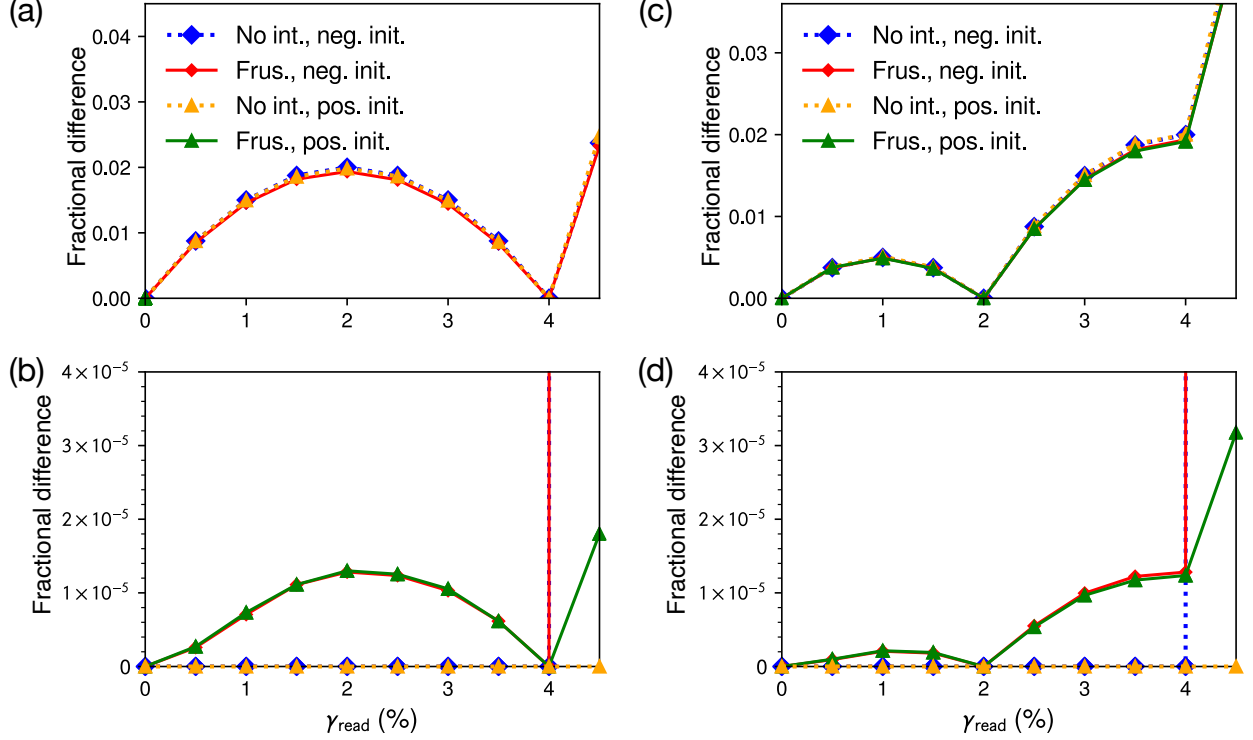 (a)
Fractional difference
0.04
0.03
0.02
0.01
0.00
No int., neg. init.
Frus., neg. init.
No int., pos. init.
Frus., pos. init.
0 1 2 3 4
(c)
Fractional difference
0.03
0.02
0.01
0.00
No int., neg. init.
Frus., neg. init.
No int., pos. init.
Frus., pos. init.
0 1 2 3 4
(b)
Fractional difference
4 × 10⁻⁵
3 × 10⁻⁵
2 × 10⁻⁵
1 × 10⁻⁵
0
0 1 2 3 4
γread (%)
(d)
Fractional difference
4 × 10⁻⁵
3 × 10⁻⁵
2 × 10⁻⁵
1 × 10⁻⁵
0
0 1 2 3 4
γread (%)